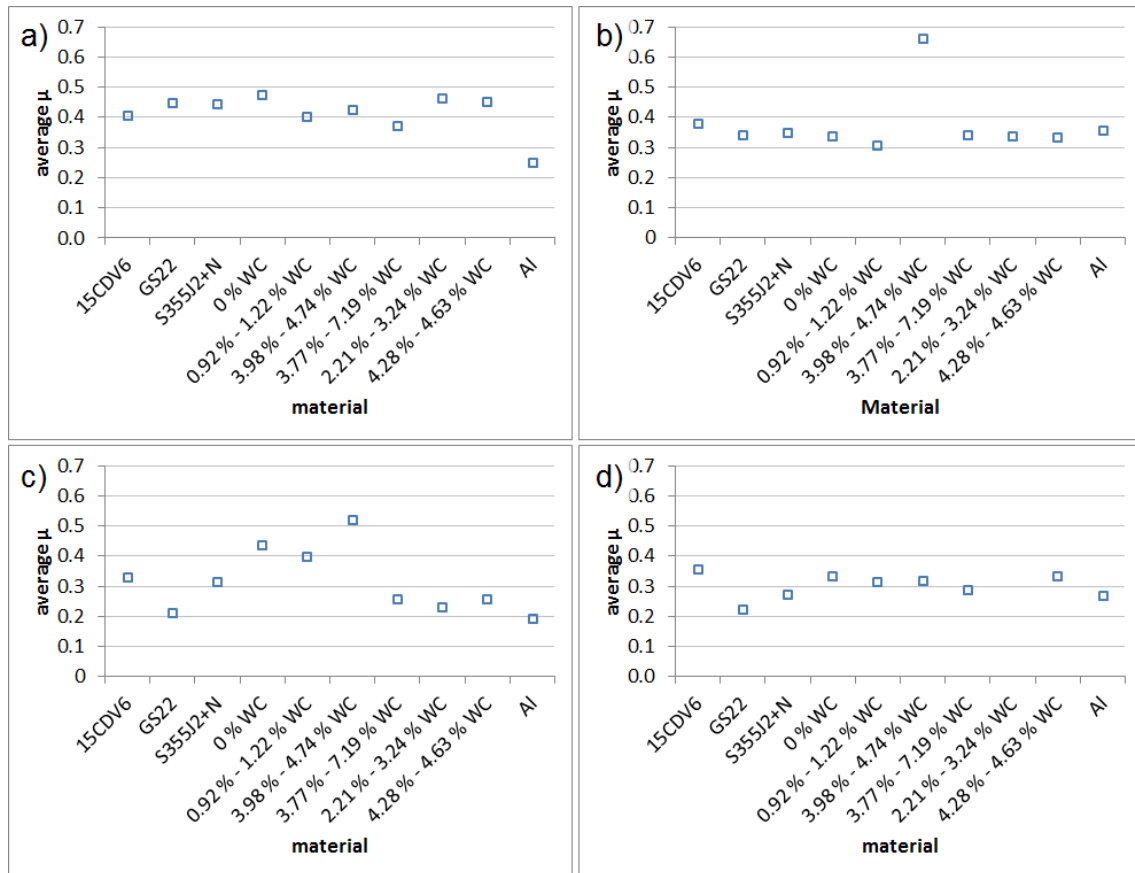 a)
average µ
0.7
0.6
0.5
0.4
0.3
0.2
0.1
0.0
15CDV6
GS22
S355J2+N
0 % WC
0.92 % - 1.22 % WC
3.98 % - 4.74 % WC
3.77 % - 7.19 % WC
2.21 % - 3.24 % WC
4.28 % - 4.63 % WC
Al
material
b)
average µ
0.7
0.6
0.5
0.4
0.3
0.2
0.1
0
15CDV6
GS22
S355J2+N
0 % WC
0.92 % - 1.22 % WC
3.98 % - 4.74 % WC
3.77 % - 7.19 % WC
2.21 % - 3.24 % WC
4.28 % - 4.63 % WC
Al
Material
c)
average µ
0.7
0.6
0.5
0.4
0.3
0.2
0.1
0
15CDV6
GS22
S355J2+N
0 % WC
0.92 % - 1.22 % WC
3.98 % - 4.74 % WC
3.77 % - 7.19 % WC
2.21 % - 3.24 % WC
4.28 % - 4.63 % WC
Al
material
d)
average µ
0.7
0.6
0.5
0.4
0.3
0.2
0.1
0
15CDV6
GS22
S355J2+N
0 % WC
0.92 % - 1.22 % WC
3.98 % - 4.74 % WC
3.77 % - 7.19 % WC
2.21 % - 3.24 % WC
4.28 % - 4.63 % WC
Al
material